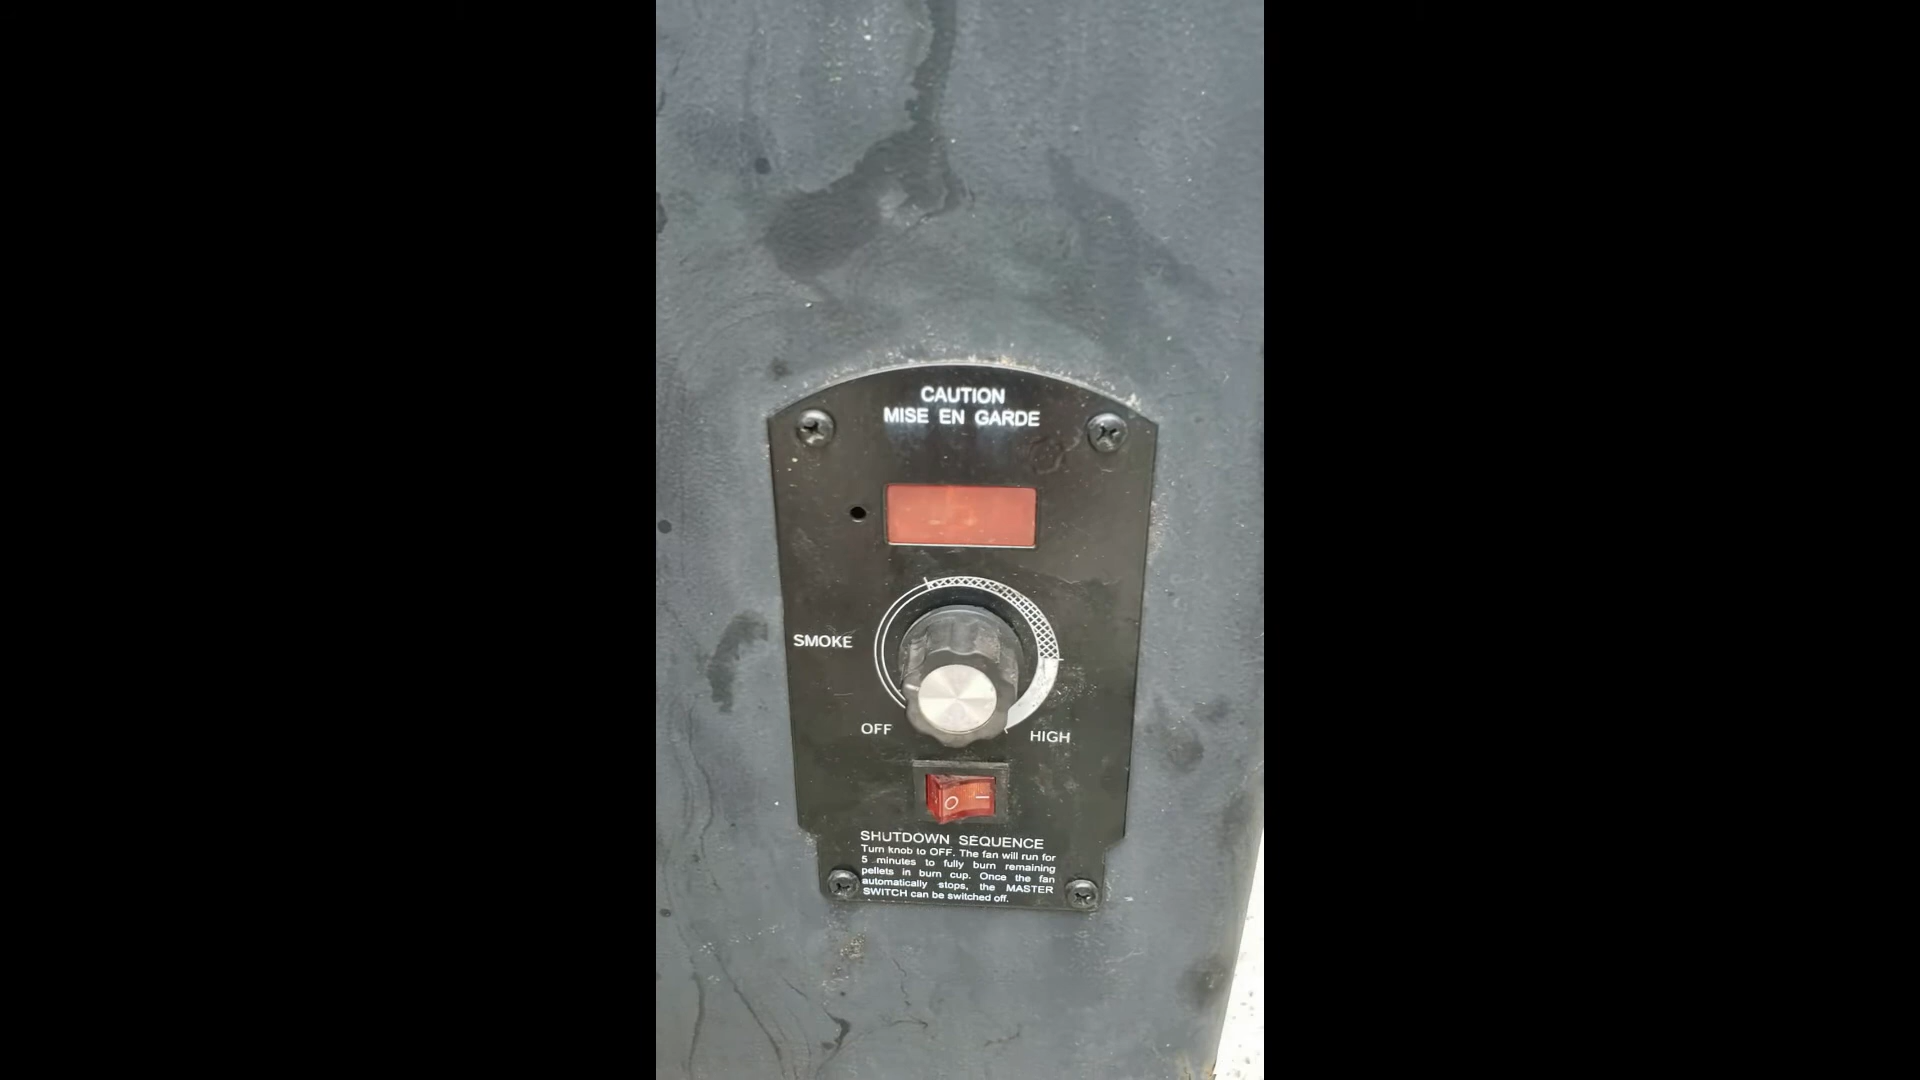 CAUTION
MISE EN GARDE
SMOKE
OFF
HIGH
O I
SHUTDOWN SEQUENCE
Turn knob to OFF. The fan will run for
5 minutes to fully burn remaining
pellets in burn cup. Once the fan
automatically stops, the MASTER
SWITCH can be switched off.